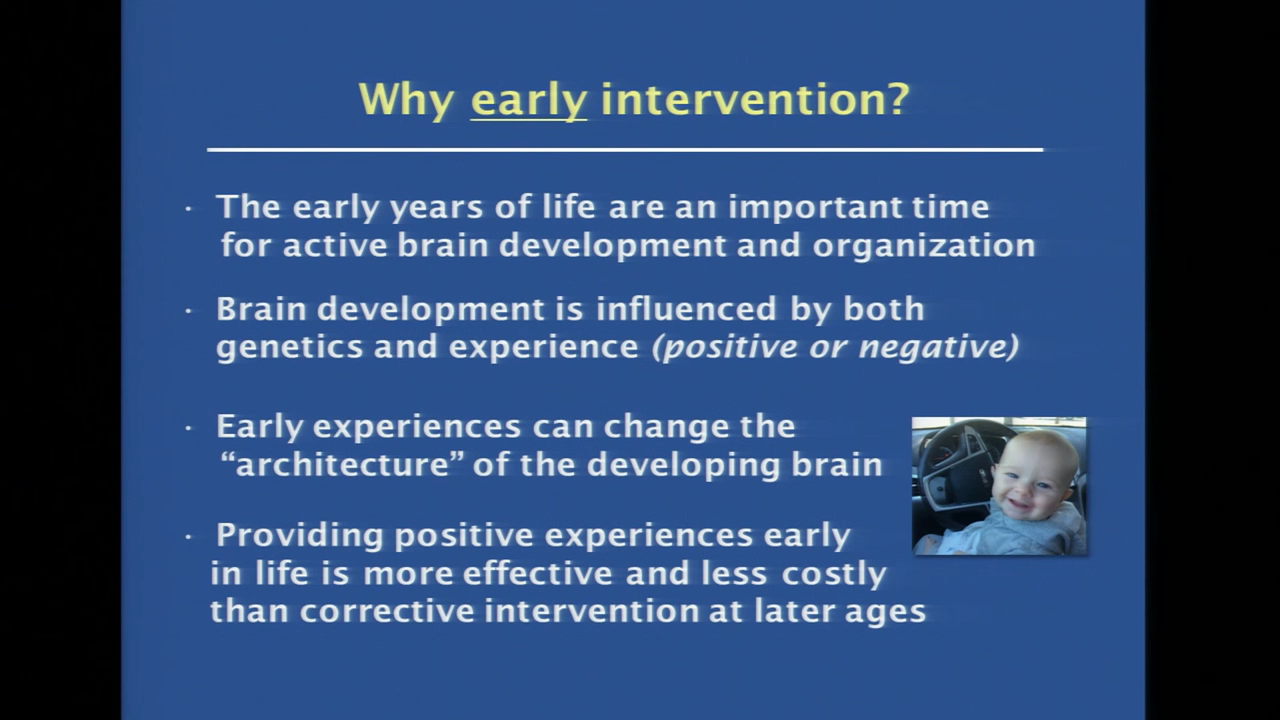 Why early intervention?
· The early years of life are an important time
for active brain development and organization
· Brain development is influenced by both
genetics and experience (positive or negative)
· Early experiences can change the
“architecture” of the developing brain
· Providing positive experiences early
in life is more effective and less costly
than corrective intervention at later ages